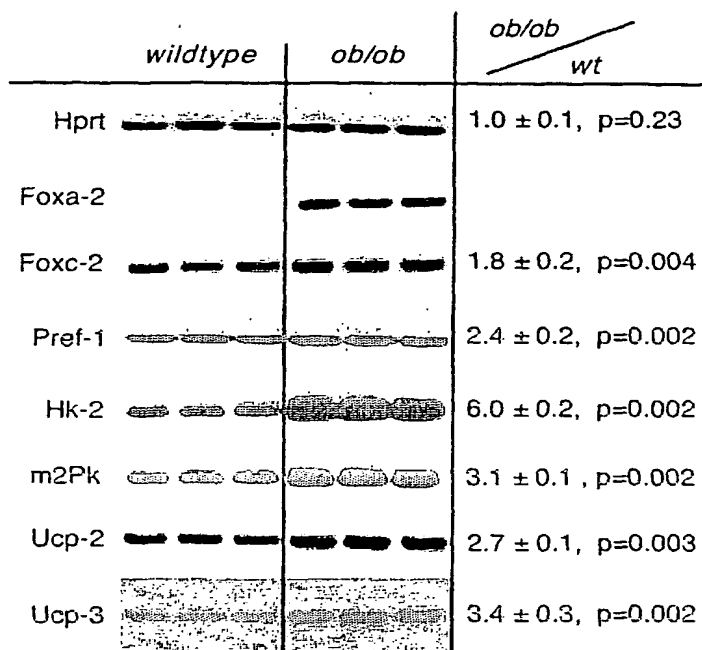 wildtype ob/ob ob/ob
wt
Hprt 1.0 ± 0.1, p=0.23
Foxa-2
Foxc-2 1.8 ± 0.2, p=0.004
Pref-1 2.4 ± 0.2, p=0.002
Hk-2 6.0 ± 0.2, p=0.002
m2Pk 3.1 ± 0.1 , p=0.002
Ucp-2 2.7 ± 0.1, p=0.003
Ucp-3 3.4 ± 0.3, p=0.002